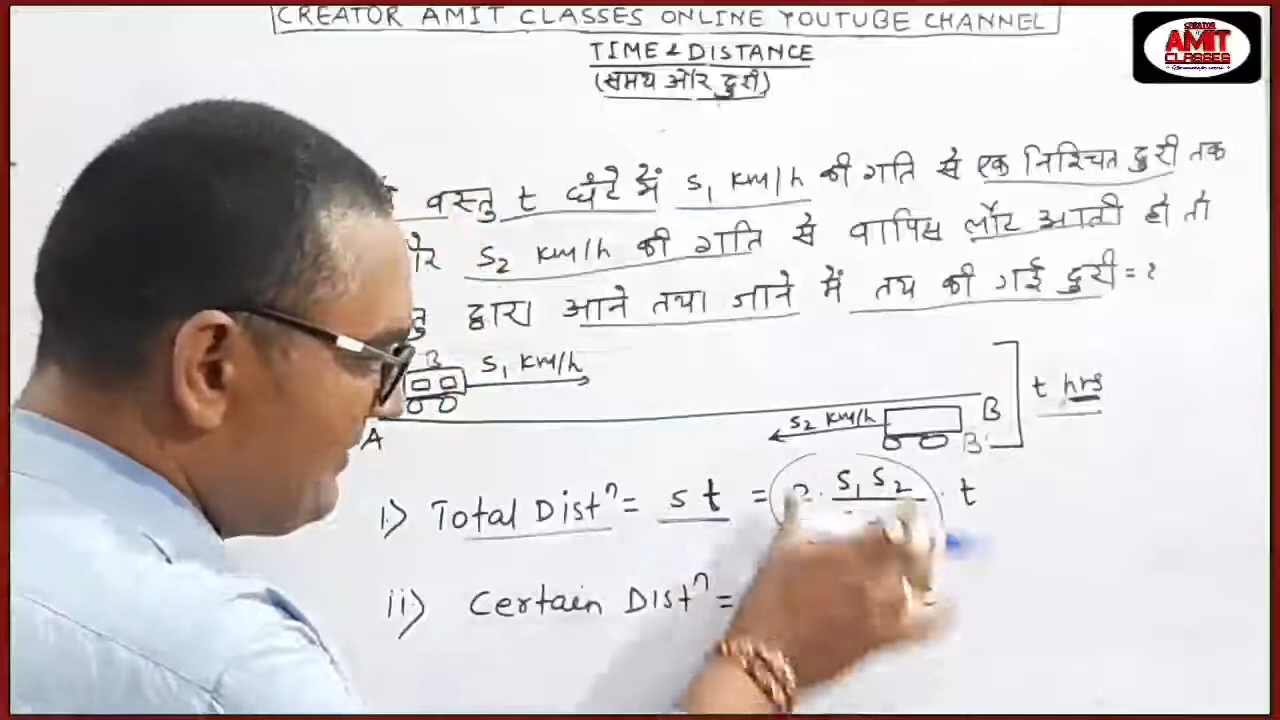 CREATOR AMIT CLASSES ONLINE YOUTUBE CHANNEL
TIME & DISTANCE
(समय और दुरी)
CREATOR
AMIT
CLASSES
वस्तु t घंटे में S₁ KM/h की गति से एक निश्चित दुरी तक
S₂ KM/h की गति से वापिस लौट आती हो तो
द्वारा आने तथा जाने में तय की गई दुरी = ?
B S₁ KM/h
t hrs
S₂ KM/h B
B
A
i) Total Distⁿ = s t = 2 · S₁ S₂ · t
ii) Certain Distⁿ =